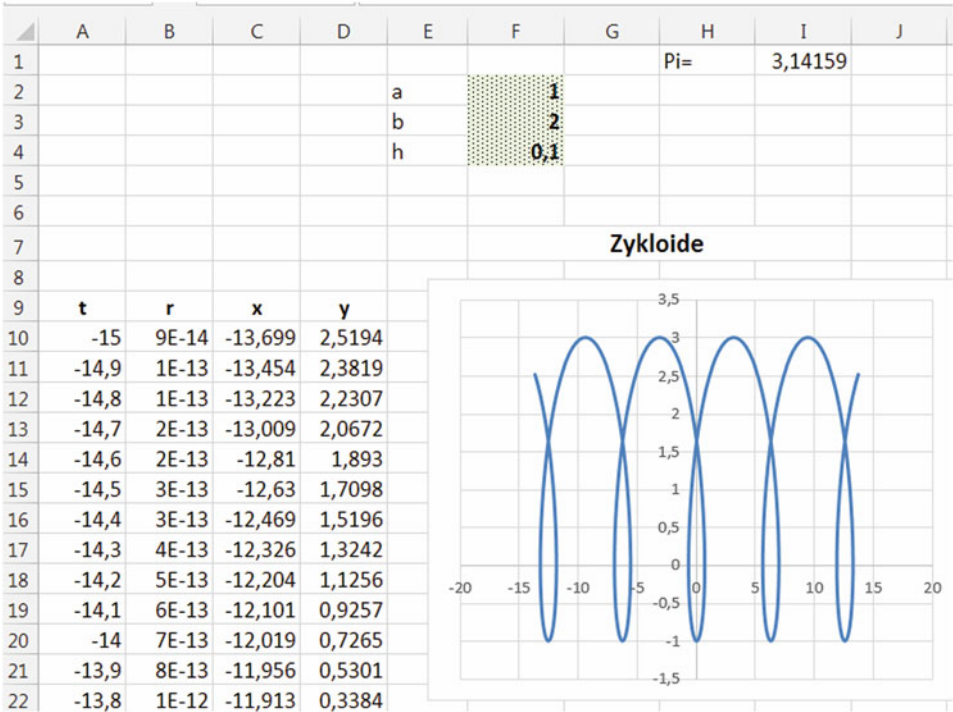 A B C D E F G H I J
1 Pi= 3,14159
2 a 1
3 b 2
4 h 0,1
5
6
7 Zykloide
8
9 t r x y
10 -15 9E-14 -13,699 2,5194
11 -14,9 1E-13 -13,454 2,3819
12 -14,8 1E-13 -13,223 2,2307
13 -14,7 2E-13 -13,009 2,0672
14 -14,6 2E-13 -12,81 1,893
15 -14,5 3E-13 -12,63 1,7098
16 -14,4 3E-13 -12,469 1,5196
17 -14,3 4E-13 -12,326 1,3242
18 -14,2 5E-13 -12,204 1,1256
19 -14,1 6E-13 -12,101 0,9257
20 -14 7E-13 -12,019 0,7265
21 -13,9 8E-13 -11,956 0,5301
22 -13,8 1E-12 -11,913 0,3384
3,5
3
2,5
2
1,5
1
0,5
0
-20 -15 -10 -5 0 5 10 15 20
-0,5
-1
-1,5